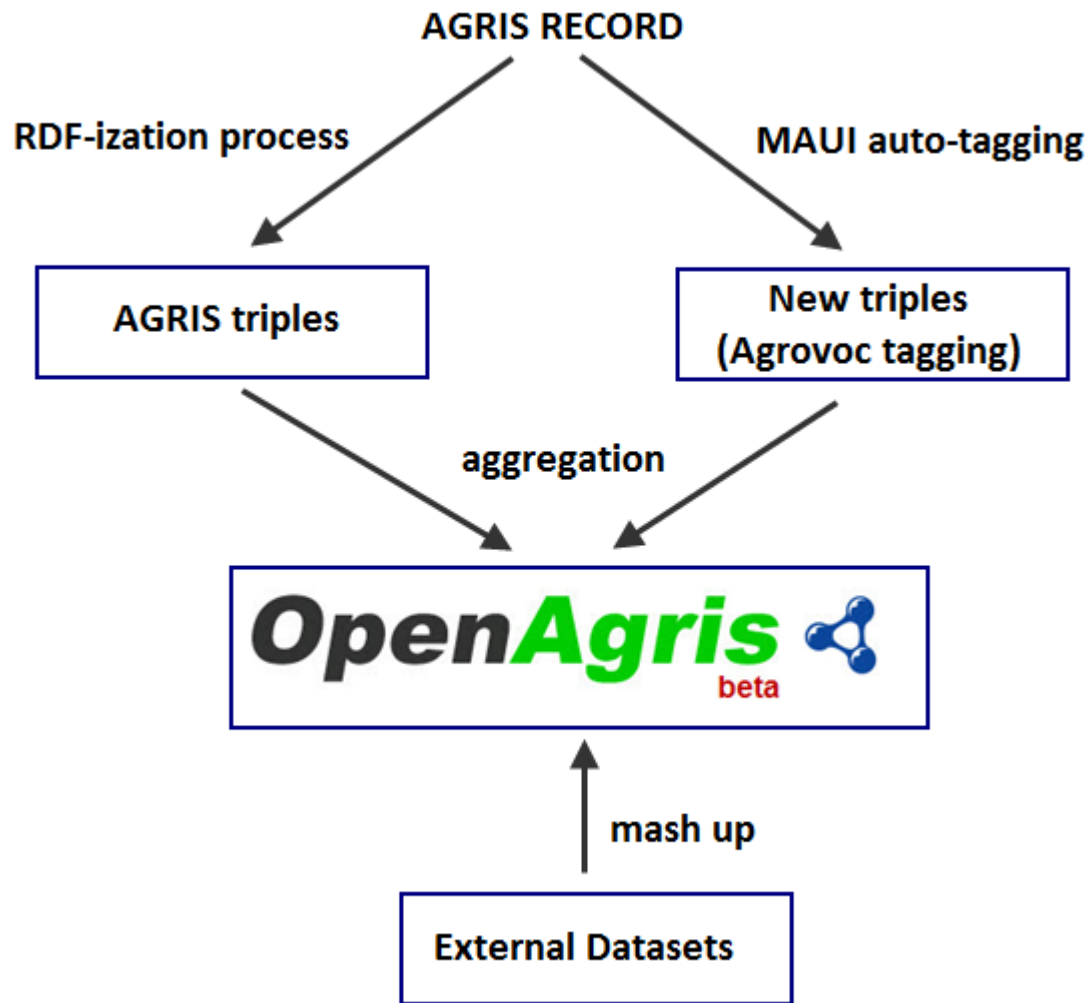 AGRIS RECORD
RDF-ization process
MAUI auto-tagging
AGRIS triples
New triples
(Agrovoc tagging)
aggregation
OpenAgris
beta
mash up
External Datasets